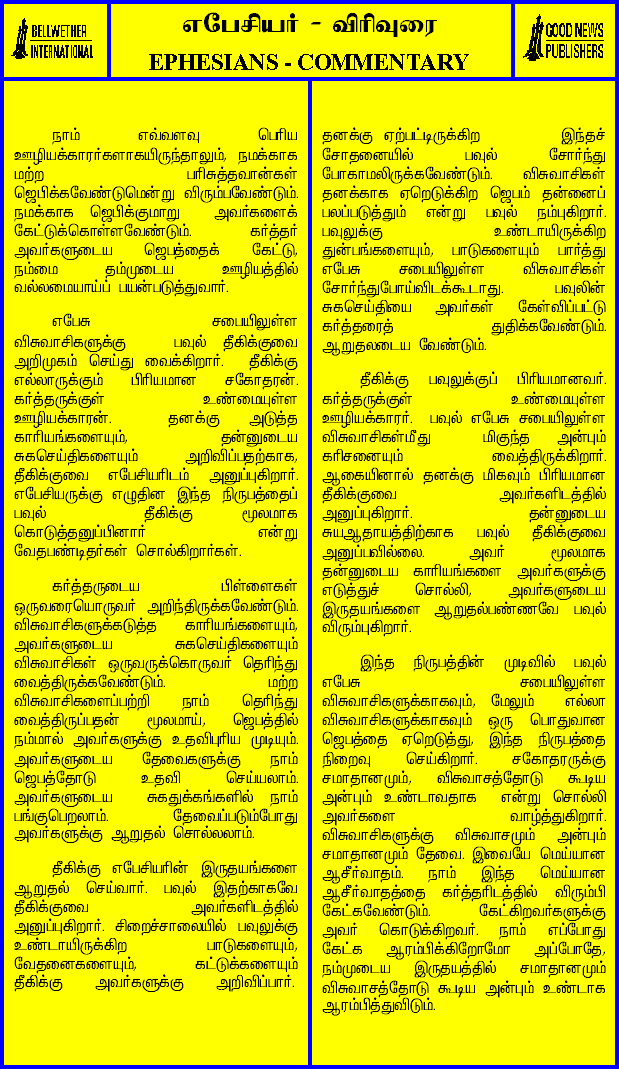 BELLWETHER
INTERNATIONAL
எபேசியர் - விரிவுரை
EPHESIANS - COMMENTARY
GOOD NEWS
PUBLISHERS
நாம் எவ்வளவு பெரிய
ஊழியக்காரர்களாகயிருந்தாலும், நமக்காக
மற்ற பரிசுத்தவான்கள்
ஜெபிக்கவேண்டுமென்று விரும்பவேண்டும்.
நமக்காக ஜெபிக்குமாறு அவர்களைக்
கேட்டுக்கொள்ளவேண்டும். கர்த்தர்
அவர்களுடைய ஜெபத்தைக் கேட்டு,
நம்மை தம்முடைய ஊழியத்தில்
வல்லமையாய்ப் பயன்படுத்துவார்.
எபேசு சபையிலுள்ள
விசுவாசிகளுக்கு பவுல் தீகிக்குவை
அறிமுகம் செய்து வைக்கிறார். தீகிக்கு
எல்லாருக்கும் பிரியமான சகோதரன்.
கர்த்தருக்குள் உண்மையுள்ள
ஊழியக்காரன். தனக்கு அடுத்த
காரியங்களையும், தன்னுடைய
சுகசெய்திகளையும் அறிவிப்பதற்காக,
தீகிக்குவை எபேசியரிடம் அனுப்புகிறார்.
எபேசியருக்கு எழுதின இந்த நிருபத்தைப்
பவுல் தீகிக்கு மூலமாக
கொடுத்தனுப்பினார் என்று
வேதபண்டிதர்கள் சொல்கிறார்கள்.
கர்த்தருடைய பிள்ளைகள்
ஒருவரையொருவர் அறிந்திருக்கவேண்டும்.
விசுவாசிகளுக்கடுத்த காரியங்களையும்,
அவர்களுடைய சுகசெய்திகளையும்
விசுவாசிகள் ஒருவருக்கொருவர் தெரிந்து
வைத்திருக்கவேண்டும். மற்ற
விசுவாசிகளைப்பற்றி நாம் தெரிந்து
வைத்திருப்பதன் மூலமாய், ஜெபத்தில்
நம்மால் அவர்களுக்கு உதவிபுரிய முடியும்.
அவர்களுடைய தேவைகளுக்கு நாம்
ஜெபத்தோடு உதவி செய்யலாம்.
அவர்களுடைய சுகதுக்கங்களில் நாம்
பங்குபெறலாம். தேவைப்படும்போது
அவர்களுக்கு ஆறுதல் சொல்லலாம்.
தீகிக்கு எபேசியரின் இருதயங்களை
ஆறுதல் செய்வார். பவுல் இதற்காகவே
தீகிக்குவை அவர்களிடத்தில்
அனுப்புகிறார். சிறைச்சாலையில் பவுலுக்கு
உண்டாயிருக்கிற பாடுகளையும்,
வேதனைகளையும், கட்டுக்களையும்
தீகிக்கு அவர்களுக்கு அறிவிப்பார்.
தனக்கு ஏற்பட்டிருக்கிற இந்தச்
சோதனையில் பவுல் சோர்ந்து
போகாமலிருக்கவேண்டும். விசுவாசிகள்
தனக்காக ஏறெடுக்கிற ஜெபம் தன்னைப்
பலப்படுத்தும் என்று பவுல் நம்புகிறார்.
பவுலுக்கு உண்டாயிருக்கிற
துன்பங்களையும், பாடுகளையும் பார்த்து
எபேசு சபையிலுள்ள விசுவாசிகள்
சோர்ந்துபோய்விடக்கூடாது. பவுலின்
சுகசெய்தியை அவர்கள் கேள்விப்பட்டு
கர்த்தரைத் துதிக்கவேண்டும்.
ஆறுதலடைய வேண்டும்.
தீகிக்கு பவுலுக்குப் பிரியமானவர்.
கர்த்தருக்குள் உண்மையுள்ள
ஊழியக்காரர். பவுல் எபேசு சபையிலுள்ள
விசுவாசிகள்மீது மிகுந்த அன்பும்
கரிசனையும் வைத்திருக்கிறார்.
ஆகையினால் தனக்கு மிகவும் பிரியமான
தீகிக்குவை அவர்களிடத்தில்
அனுப்புகிறார். தன்னுடைய
சுயஆதாயத்திற்காக பவுல் தீகிக்குவை
அனுப்பவில்லை. அவர் மூலமாக
தன்னுடைய காரியங்களை அவர்களுக்கு
எடுத்துச் சொல்லி, அவர்களுடைய
இருதயங்களை ஆறுதல்பண்ணவே பவுல்
விரும்புகிறார்.
இந்த நிருபத்தின் முடிவில் பவுல்
எபேசு சபையிலுள்ள
விசுவாசிகளுக்காகவும், மேலும் எல்லா
விசுவாசிகளுக்காகவும் ஒரு பொதுவான
ஜெபத்தை ஏறெடுத்து, இந்த நிருபத்தை
நிறைவு செய்கிறார். சகோதரருக்கு
சமாதானமும், விசுவாசத்தோடு கூடிய
அன்பும் உண்டாவதாக என்று சொல்லி
அவர்களை வாழ்த்துகிறார்.
விசுவாசிகளுக்கு விசுவாசமும் அன்பும்
சமாதானமும் தேவை. இவையே மெய்யான
ஆசீர்வாதம். நாம் இந்த மெய்யான
ஆசீர்வாதத்தை கர்த்தரிடத்தில் விரும்பி
கேட்கவேண்டும். கேட்கிறவர்களுக்கு
அவர் கொடுக்கிறவர். நாம் எப்போது
கேட்க ஆரம்பிக்கிறோமோ அப்போதே,
நம்முடைய இருதயத்தில் சமாதானமும்
விசுவாசத்தோடு கூடிய அன்பும் உண்டாக
ஆரம்பித்துவிடும்.